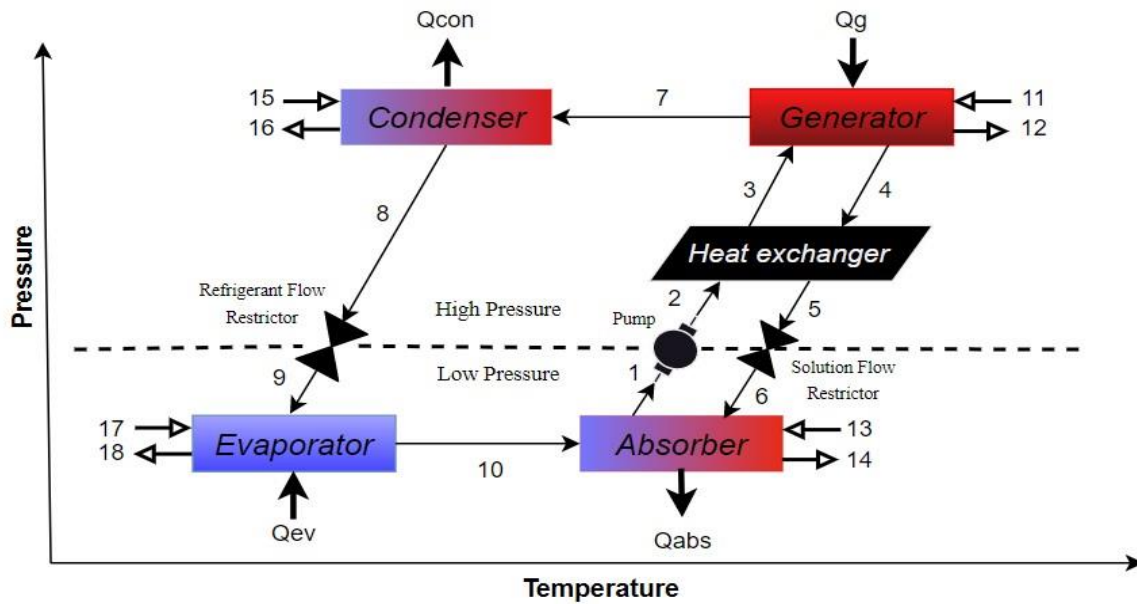 Qcon
Qg
15
16
Condenser
7
Generator
11
12
8
3
4
Heat exchanger
Refrigerant Flow
Restrictor
High Pressure
2
Pump
5
Low Pressure
9
1
6
Solution Flow
Restrictor
17
18
Evaporator
10
Absorber
13
14
Qev
Qabs
Pressure
Temperature